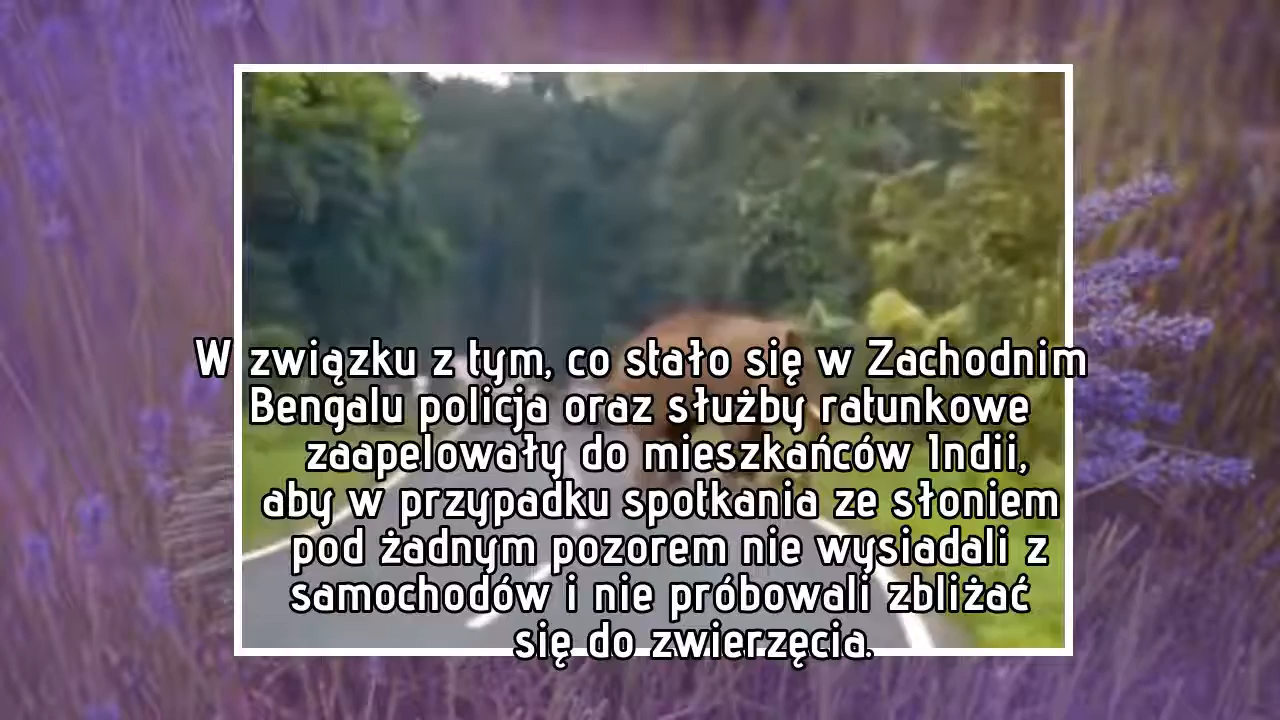 W związku z tym, co stało się w Zachodnim
Bengalu policja oraz służby ratunkowe
zaapelowały do mieszkańców Indii,
aby w przypadku spotkania ze słoniem
pod żadnym pozorem nie wysiadali z
samochodów i nie próbowali zbliżać
się do zwierzęcia.